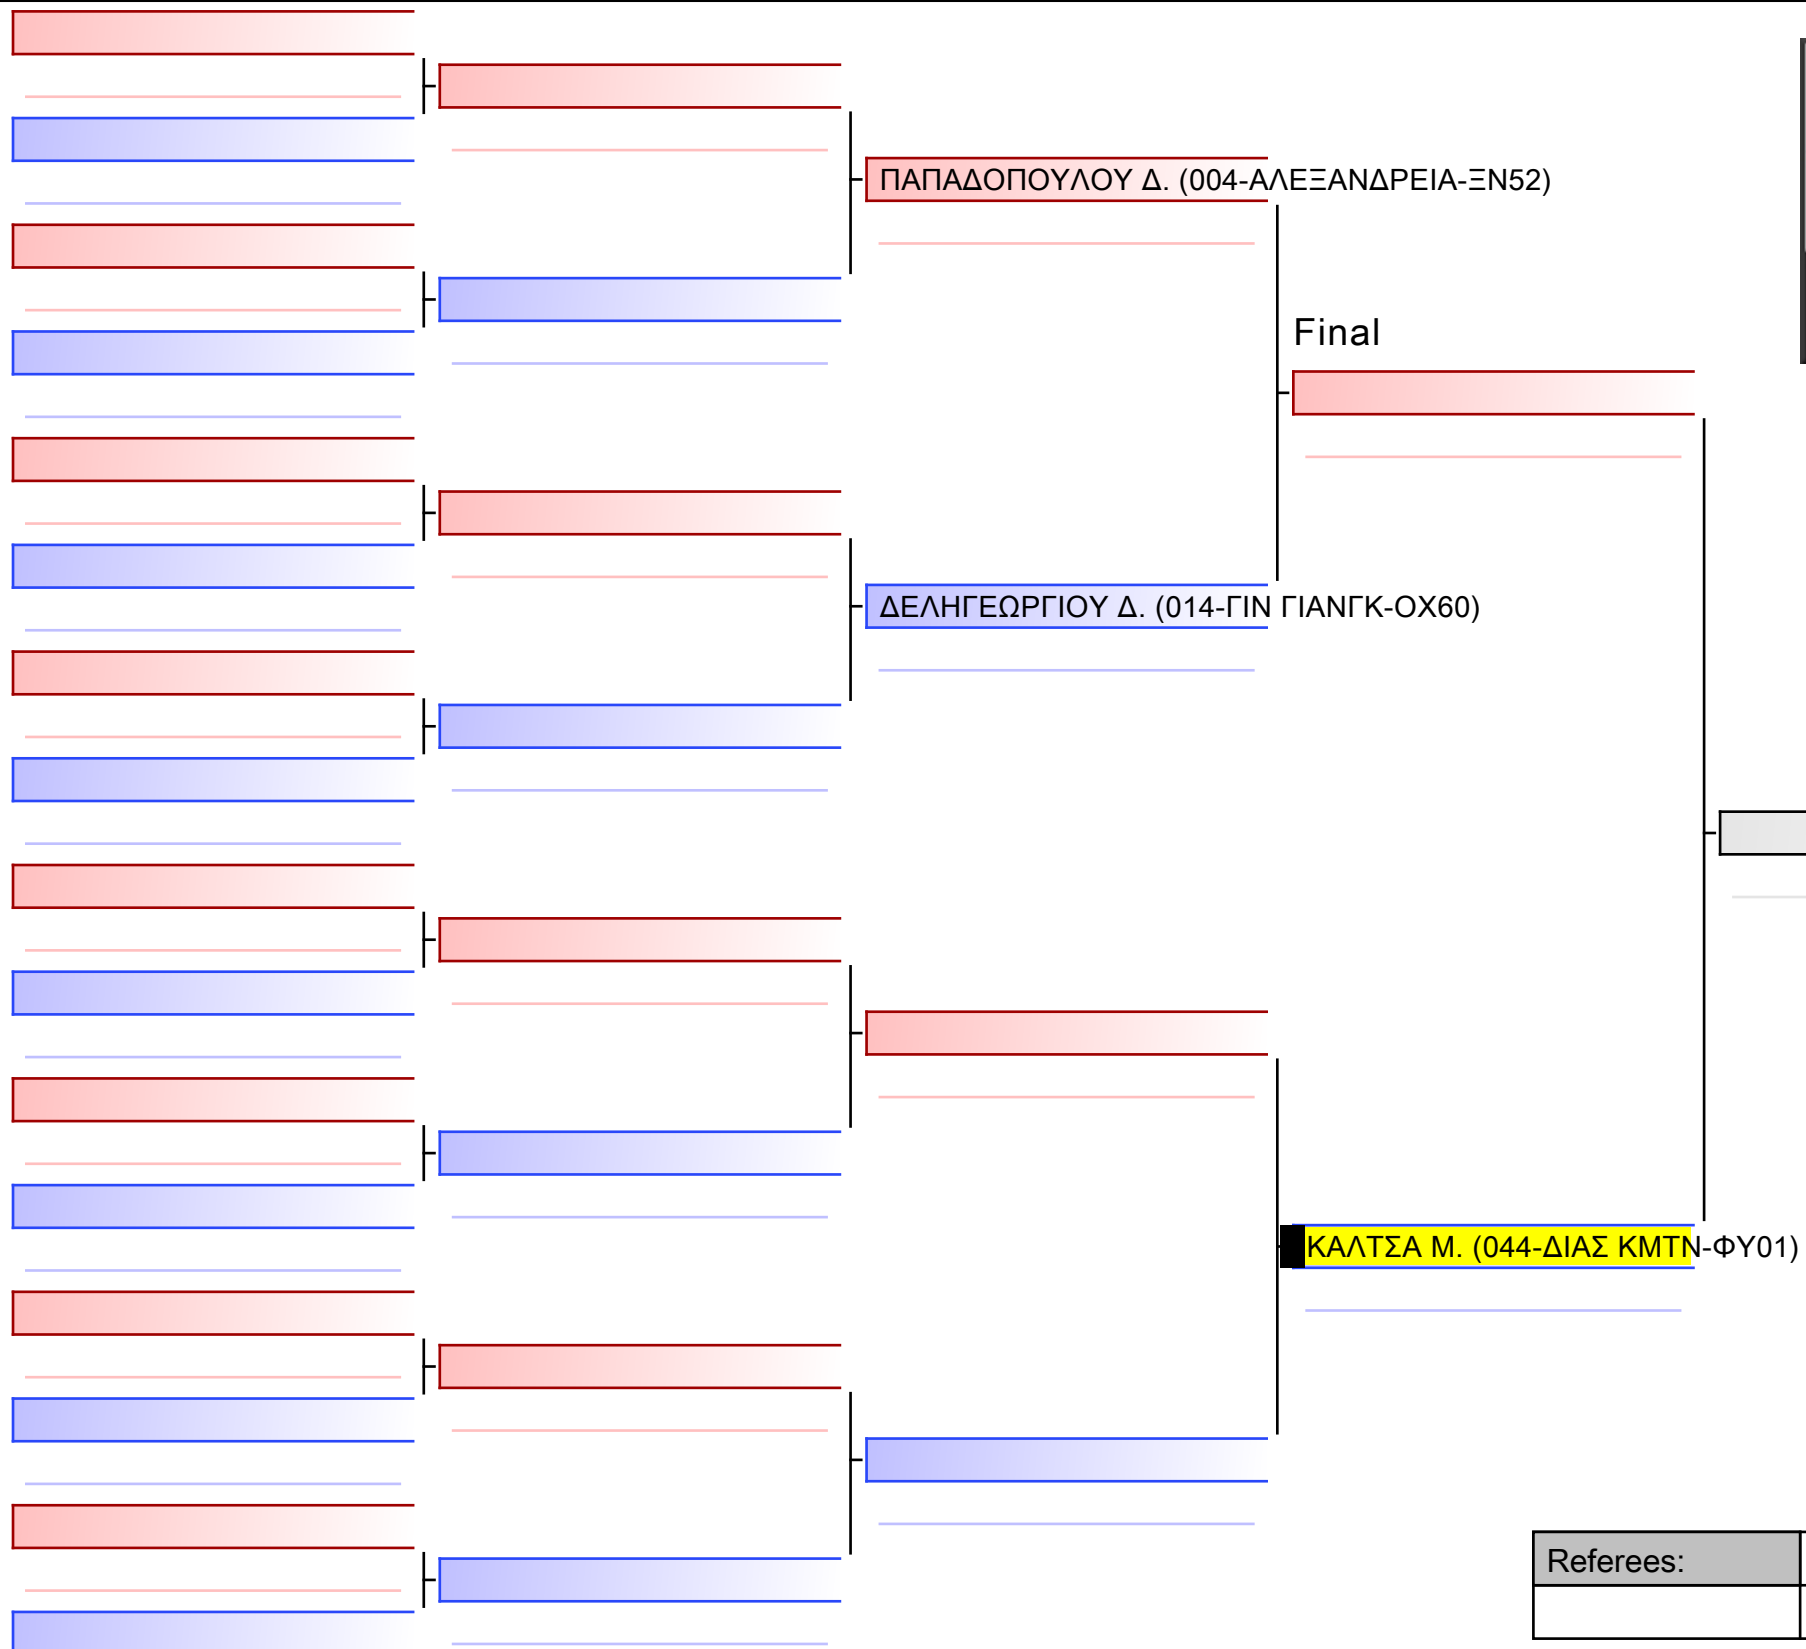 ΠΑΠΑΔΟΠΟΥΛΟΥ Δ. (004-ΑΛΕΞΑΝΔΡΕΙΑ-ΞΝ52)
Final
ΔΕΛΗΓΕΩΡΓΙΟΥ Δ. (014-ΓΙΝ ΓΙΑΝΓΚ-ΟΧ60)
ΚΑΛΤΣΑ Μ. (044-ΔΙΑΣ ΚΜΤΝ-ΦΥ01)
Referees: